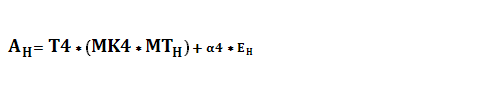 A_H= T4 * (MK4 * MT_H) + α4 * E_H